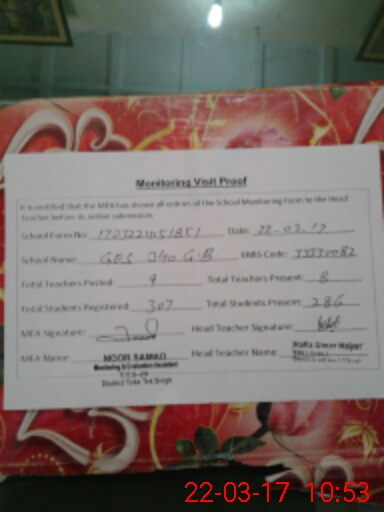 Monitoring Visit Proof
It is certified that the MEA has shown all entries of the School Monitoring Form to the Head
Teacher before its online submission.
School Form No: Date: 22-03.17
School Name: G.B EMIS Code: 33330082
Total Teachers Posted: 9 Total Teachers Present: 8
Total Students Registered: 307 Total Students Present: 286
MEA Signature: Head Teacher Signature:
MEA Name: NOOR SAMAD Head Teacher Name
Monitoring & Evaluation Assistant
District Toba Tek Singh
22-03-17 10:53